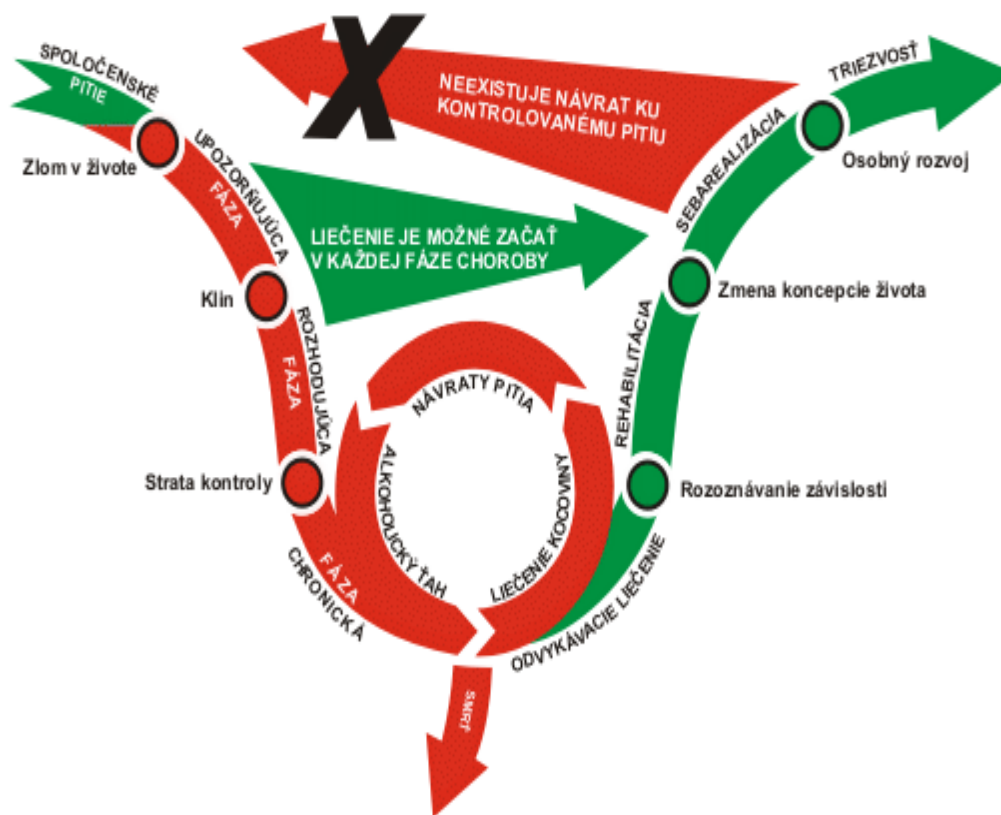 SPOLOČENSKÉ
PITIE
Zlom v živote
UPOZORŇUJÚCA
FÁZA
Klin
ROZHODUJÚCA
FÁZA
Strata kontroly
CHRONICKÁ
FÁZA
X
NEEXISTUJE NÁVRAT KU
KONTROLOVANÉMU PITIU
LIEČENIE JE MOŽNÉ ZAČAŤ
V KAŽDEJ FÁZE CHOROBY
NÁVRATY PITIA
ALKOHOLICKÝ ŤAH
LIEČENIE KOCOVINY
SMRŤ
ODVYKÁVACIE LIEČENIE
Rozoznávanie závislosti
REHABILITÁCIA
Zmena koncepcie života
SEBAREALIZÁCIA
Osobný rozvoj
TRIEZVOSŤ